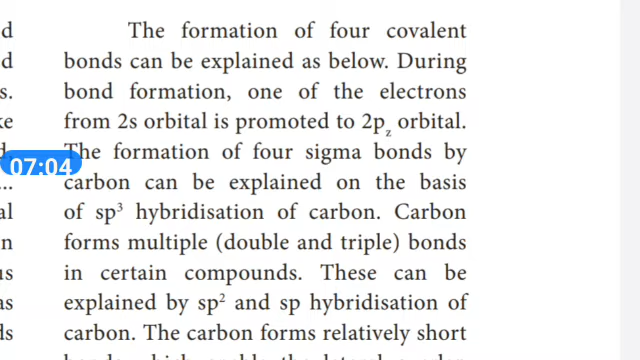 The formation of four covalent
bonds can be explained as below. During
bond formation, one of the electrons
from 2s orbital is promoted to 2p_z orbital.
The formation of four sigma bonds by
carbon can be explained on the basis
of sp³ hybridisation of carbon. Carbon
forms multiple (double and triple) bonds
in certain compounds. These can be
explained by sp² and sp hybridisation of
carbon. The carbon forms relatively short
07:04